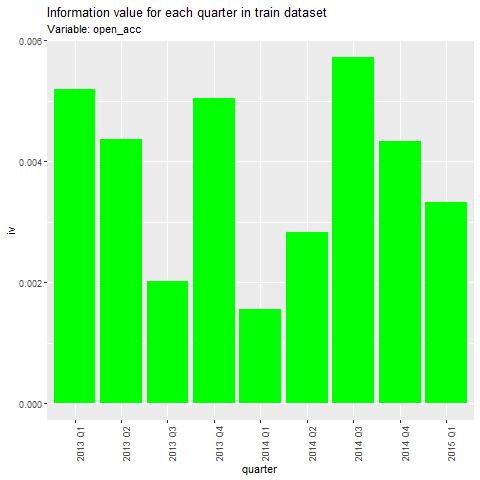 Information value for each quarter in train dataset
Variable: open_acc
0.006
0.004
0.002
0.000
iv
2013 Q1
2013 Q2
2013 Q3
2013 Q4
2014 Q1
2014 Q2
2014 Q3
2014 Q4
2015 Q1
quarter